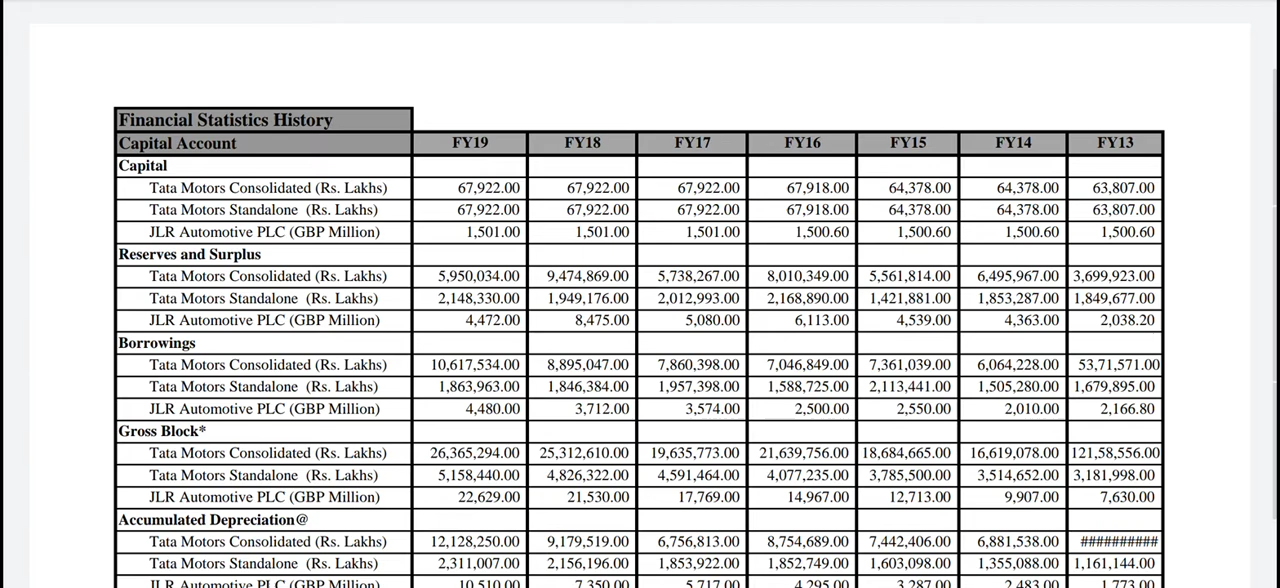 Financial Statistics History
Capital Account FY19 FY18 FY17 FY16 FY15 FY14 FY13
Capital
Tata Motors Consolidated (Rs. Lakhs) 67,922.00 67,922.00 67,922.00 67,918.00 64,378.00 64,378.00 63,807.00
Tata Motors Standalone (Rs. Lakhs) 67,922.00 67,922.00 67,922.00 67,918.00 64,378.00 64,378.00 63,807.00
JLR Automotive PLC (GBP Million) 1,501.00 1,501.00 1,501.00 1,500.60 1,500.60 1,500.60 1,500.60
Reserves and Surplus
Tata Motors Consolidated (Rs. Lakhs) 5,950,034.00 9,474,869.00 5,738,267.00 8,010,349.00 5,561,814.00 6,495,967.00 3,699,923.00
Tata Motors Standalone (Rs. Lakhs) 2,148,330.00 1,949,176.00 2,012,993.00 2,168,890.00 1,421,881.00 1,853,287.00 1,849,677.00
JLR Automotive PLC (GBP Million) 4,472.00 8,475.00 5,080.00 6,113.00 4,539.00 4,363.00 2,038.20
Borrowings
Tata Motors Consolidated (Rs. Lakhs) 10,617,534.00 8,895,047.00 7,860,398.00 7,046,849.00 7,361,039.00 6,064,228.00 53,71,571.00
Tata Motors Standalone (Rs. Lakhs) 1,863,963.00 1,846,384.00 1,957,398.00 1,588,725.00 2,113,441.00 1,505,280.00 1,679,895.00
JLR Automotive PLC (GBP Million) 4,480.00 3,712.00 3,574.00 2,500.00 2,550.00 2,010.00 2,166.80
Gross Block*
Tata Motors Consolidated (Rs. Lakhs) 26,365,294.00 25,312,610.00 19,635,773.00 21,639,756.00 18,684,665.00 16,619,078.00 121,58,556.00
Tata Motors Standalone (Rs. Lakhs) 5,158,440.00 4,826,322.00 4,591,464.00 4,077,235.00 3,785,500.00 3,514,652.00 3,181,998.00
JLR Automotive PLC (GBP Million) 22,629.00 21,530.00 17,769.00 14,967.00 12,713.00 9,907.00 7,630.00
Accumulated Depreciation@
Tata Motors Consolidated (Rs. Lakhs) 12,128,250.00 9,179,519.00 6,756,813.00 8,754,689.00 7,442,406.00 6,881,538.00 ##########
Tata Motors Standalone (Rs. Lakhs) 2,311,007.00 2,156,196.00 1,853,922.00 1,852,749.00 1,603,098.00 1,355,088.00 1,161,144.00
JLR Automotive PLC (GBP Million) 10,510.00 7,350.00 5,717.00 4,295.00 3,287.00 2,483.00 1,773.00